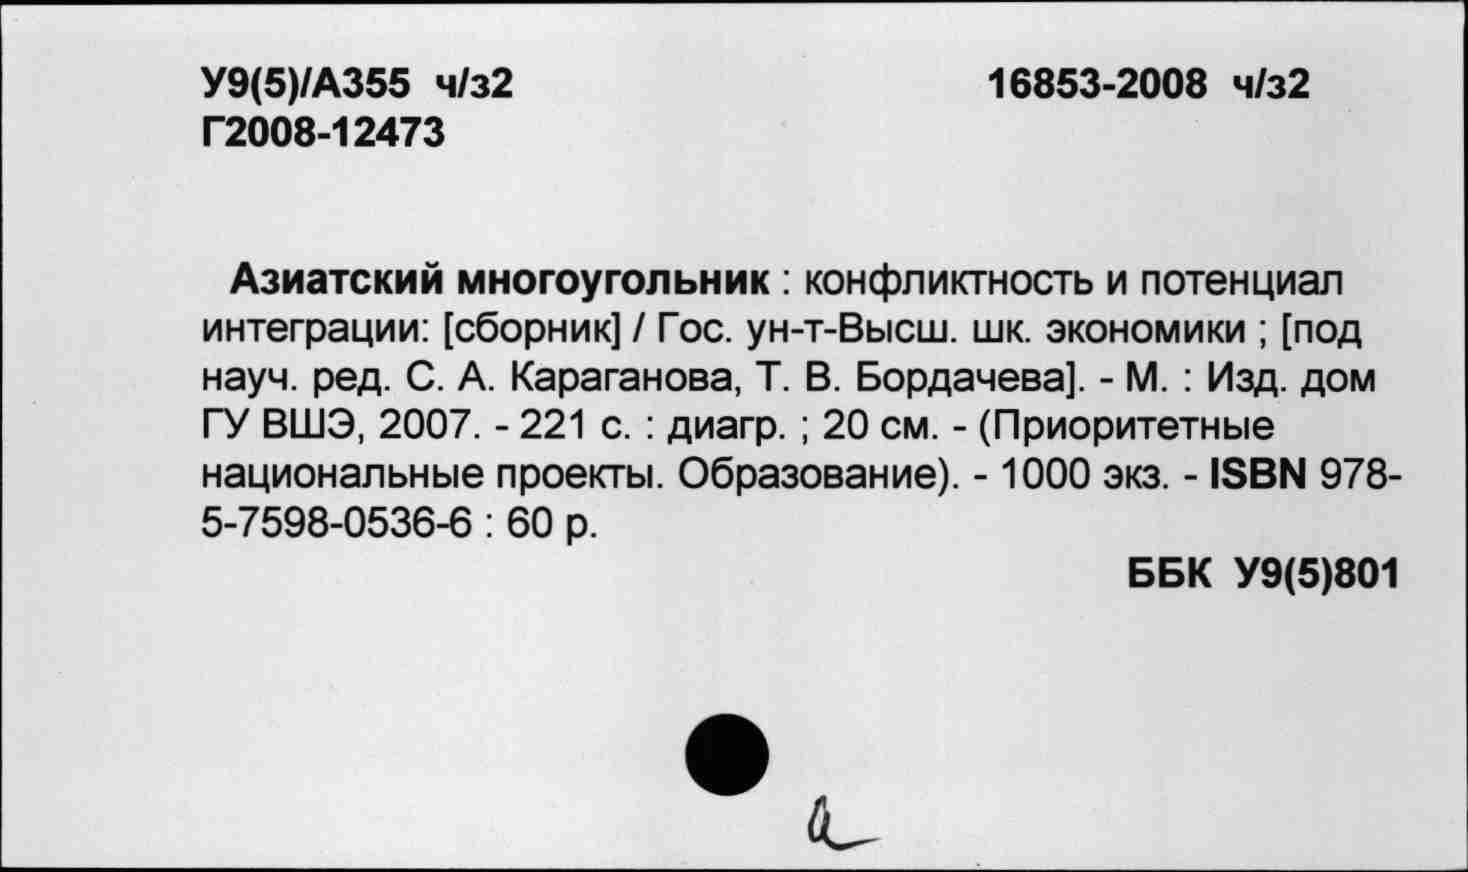 У9(5)/А355 ч/з2 16853-2008 ч/з2
Г2008-12473
Азиатский многоугольник : конфликтность и потенциал
интеграции: [сборник] / Гос. ун-т-Высш. шк. экономики ; [под
науч. ред. С. А. Караганова, Т. В. Бордачева]. - М. : Изд. дом
ГУ ВШЭ, 2007. - 221 с. : диагр. ; 20 см. - (Приоритетные
национальные проекты. Образование). - 1000 экз. - ISBN 978-
5-7598-0536-6 : 60 р.
ББК У9(5)801